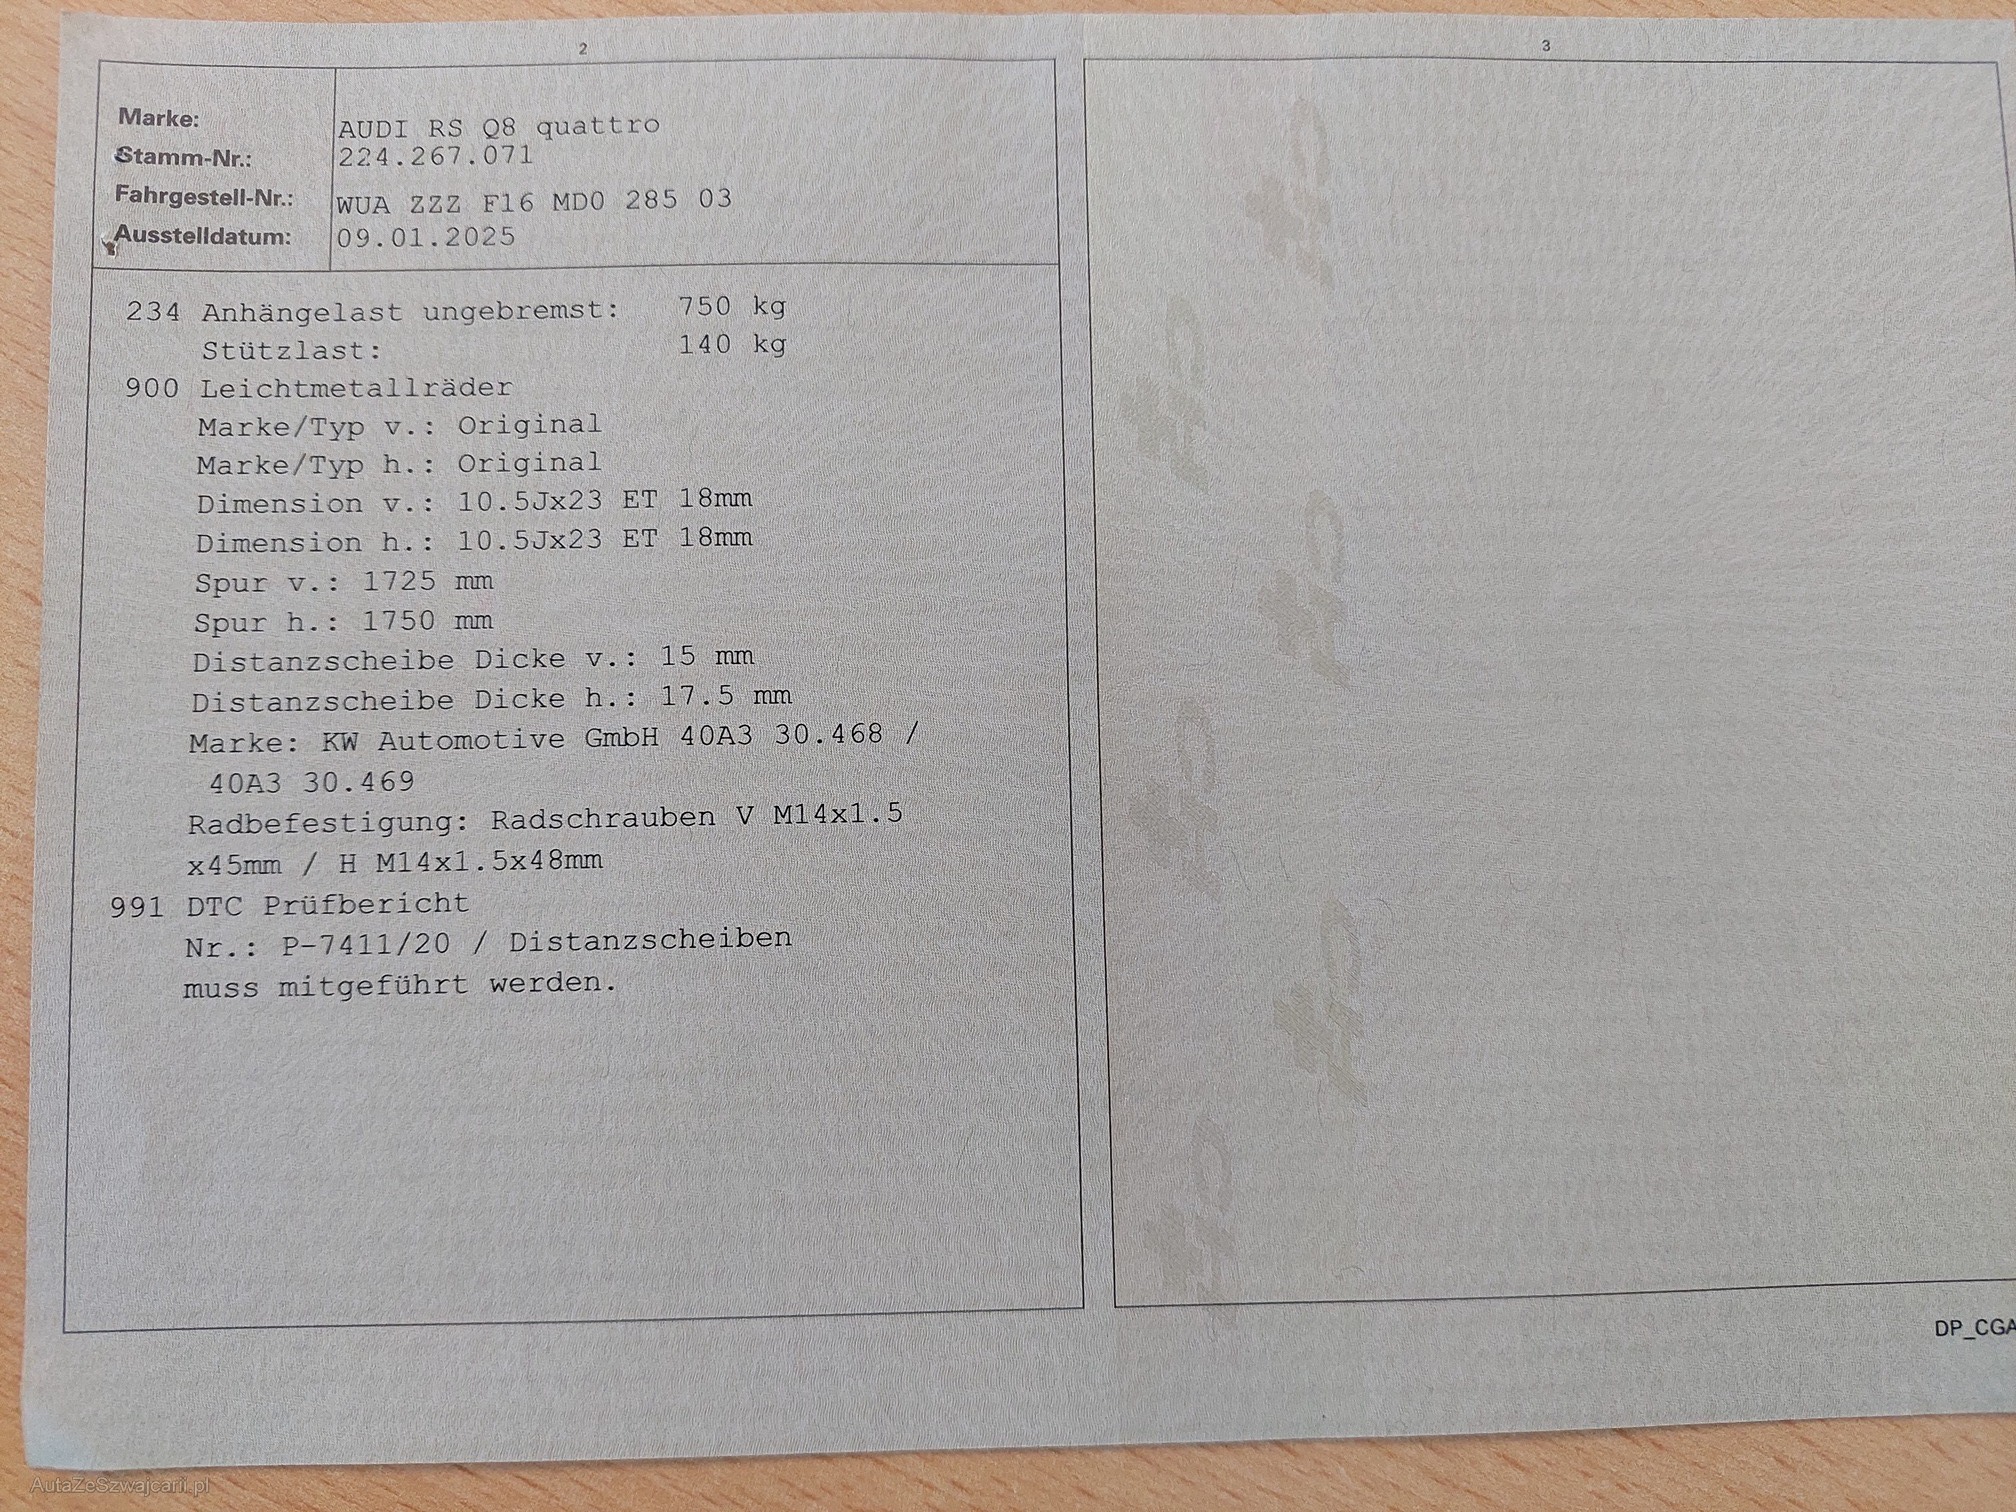 2
Marke: AUDI RS Q8 quattro
Stamm-Nr.: 224.267.071
Fahrgestell-Nr.: WUA ZZZ F16 MD0 285 03
Ausstelldatum: 09.01.2025
234 Anhängelast ungebremst: 750 kg
Stützlast: 140 kg
900 Leichtmetallräder
Marke/Typ v.: Original
Marke/Typ h.: Original
Dimension v.: 10.5Jx23 ET 18mm
Dimension h.: 10.5Jx23 ET 18mm
Spur v.: 1725 mm
Spur h.: 1750 mm
Distanzscheibe Dicke v.: 15 mm
Distanzscheibe Dicke h.: 17.5 mm
Marke: KW Automotive GmbH 40A3 30.468 /
40A3 30.469
Radbefestigung: Radschrauben V M14x1.5
x45mm / H M14x1.5x48mm
991 DTC Prüfbericht
Nr.: P-7411/20 / Distanzscheiben
muss mitgeführt werden.
3
DP_CGA
AutaZeSzwajcarii.pl